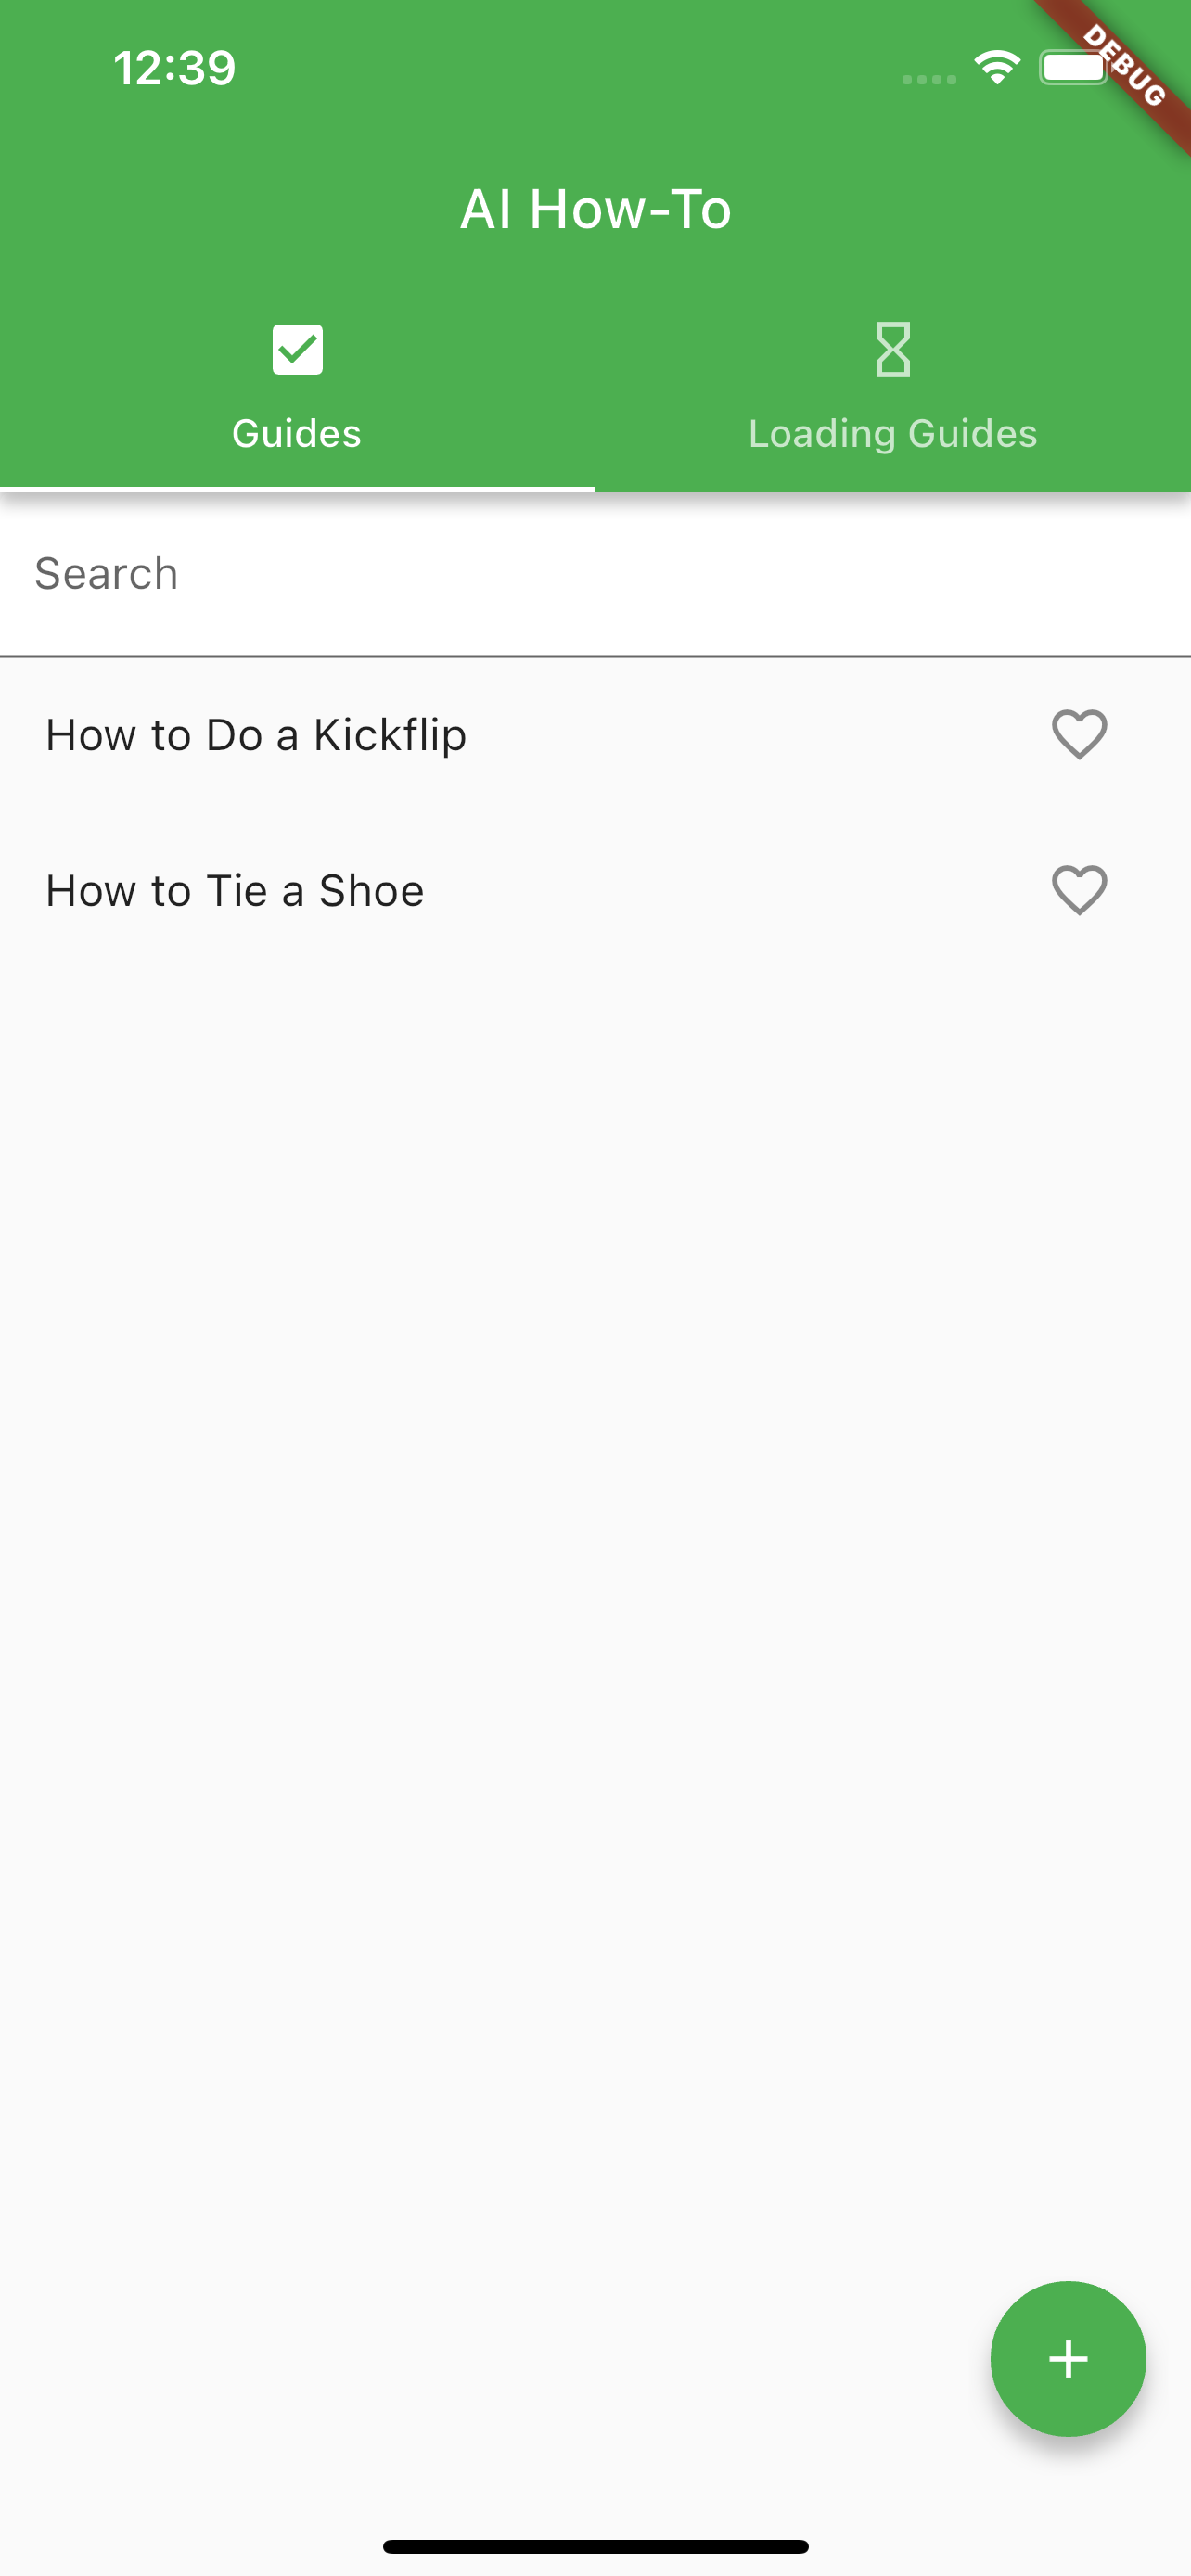 12:39
DEBUG
AI How-To
Guides
Loading Guides
Search
How to Do a Kickflip
How to Tie a Shoe